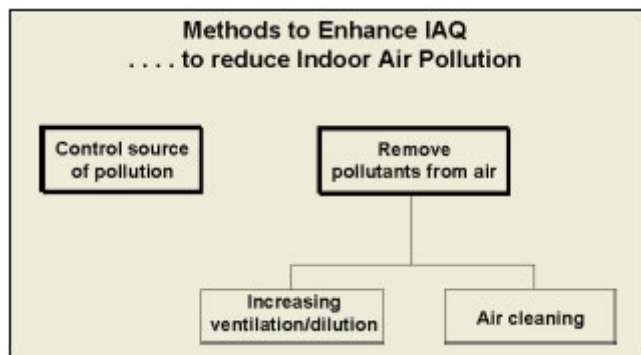 Methods to Enhance IAQ
. . . . to reduce Indoor Air Pollution
Control source
of pollution
Remove
pollutants from air
Increasing
ventilation/dilution
Air cleaning